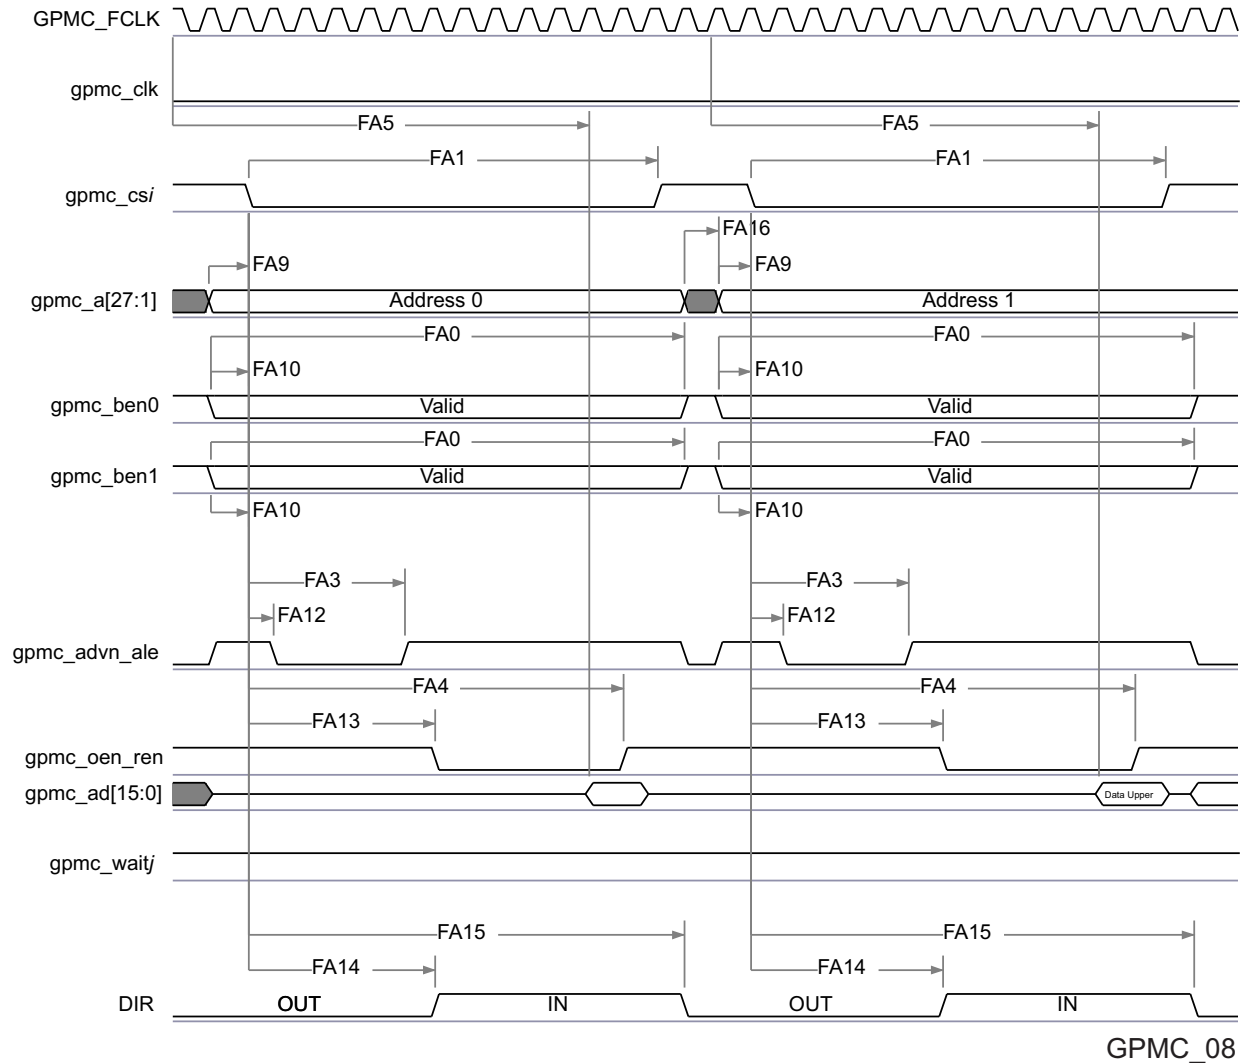 GPMC_FCLK
gpmc_clk
FA5 FA5
FA1 FA1
gpmc_csi
FA16
FA9 FA9
gpmc_a[27:1] Address 0 Address 1
FA0 FA0
FA10 FA10
gpmc_ben0 Valid Valid
FA0 FA0
gpmc_ben1 Valid Valid
FA10 FA10
FA3 FA3
FA12 FA12
gpmc_advn_ale
FA4 FA4
FA13 FA13
gpmc_oen_ren
gpmc_ad[15:0] Data Upper
gpmc_waitj
FA15 FA15
FA14 FA14
DIR OUT IN OUT IN
GPMC_08